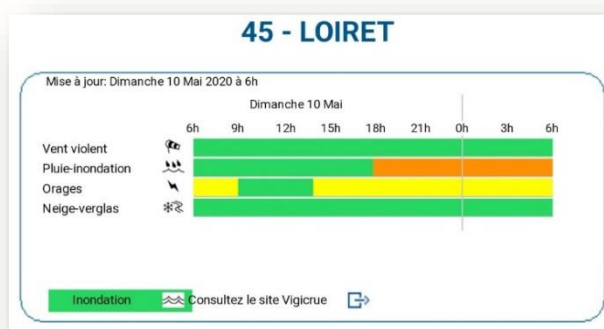 45 - LOIRET
Mise à jour: Dimanche 10 Mai 2020 à 6h
Dimanche 10 Mai
6h 9h 12h 15h 18h 21h 0h 3h 6h
Vent violent
Pluie-inondation
Orages
Neige-verglas
Inondation Consultez le site Vigicrue